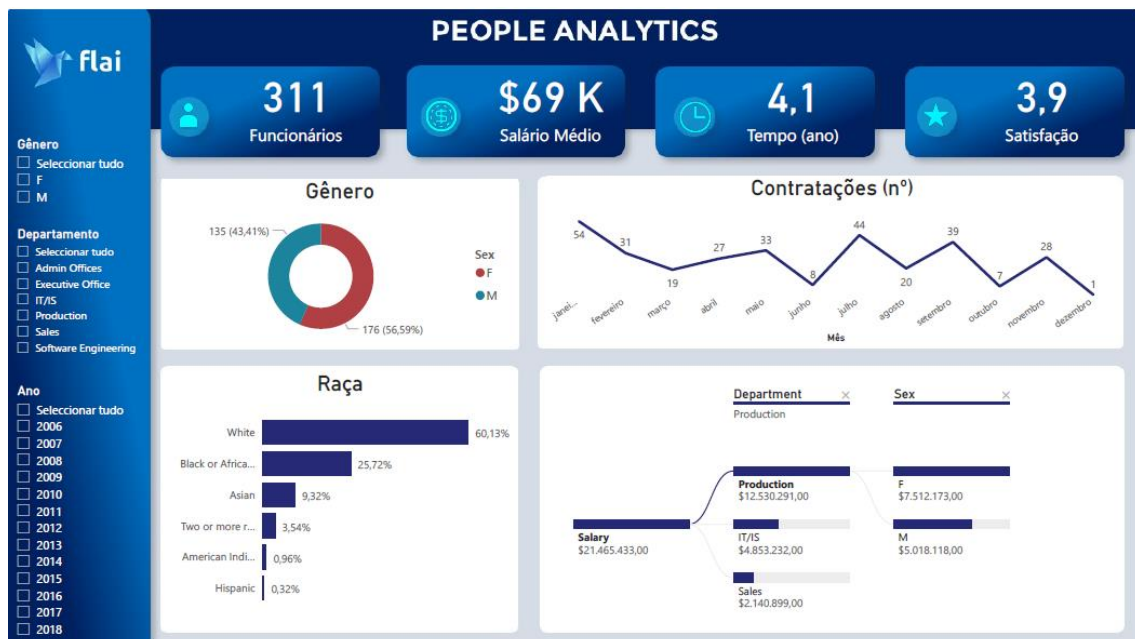 PEOPLE ANALYTICS
flai
311
Funcionários
$69 K
Salário Médio
4,1
Tempo (ano)
3,9
Satisfação
Gênero
Seleccionar tudo
F
M
Departamento
Seleccionar tudo
Admin Offices
Executive Office
IT/IS
Production
Sales
Software Engineering
Ano
Seleccionar tudo
2006
2007
2008
2009
2010
2011
2012
2013
2014
2015
2016
2017
2018
Gênero
135 (43,41%)
176 (56,59%)
Sex
F
M
Contratações (nº)
54
31
19
27
33
8
44
20
39
7
28
1
janei...
fevereiro
março
abril
maio
junho
julho
agosto
setembro
outubro
novembro
dezembro
Mês
Raça
White 60,13%
Black or Africa... 25,72%
Asian 9,32%
Two or more r... 3,54%
American Indi... 0,96%
Hispanic 0,32%
Department ×
Production
Sex ×
Salary
$21.465.433,00
Production
$12.530.291,00
IT/IS
$4.853.232,00
Sales
$2.140.899,00
F
$7.512.173,00
M
$5.018.118,00